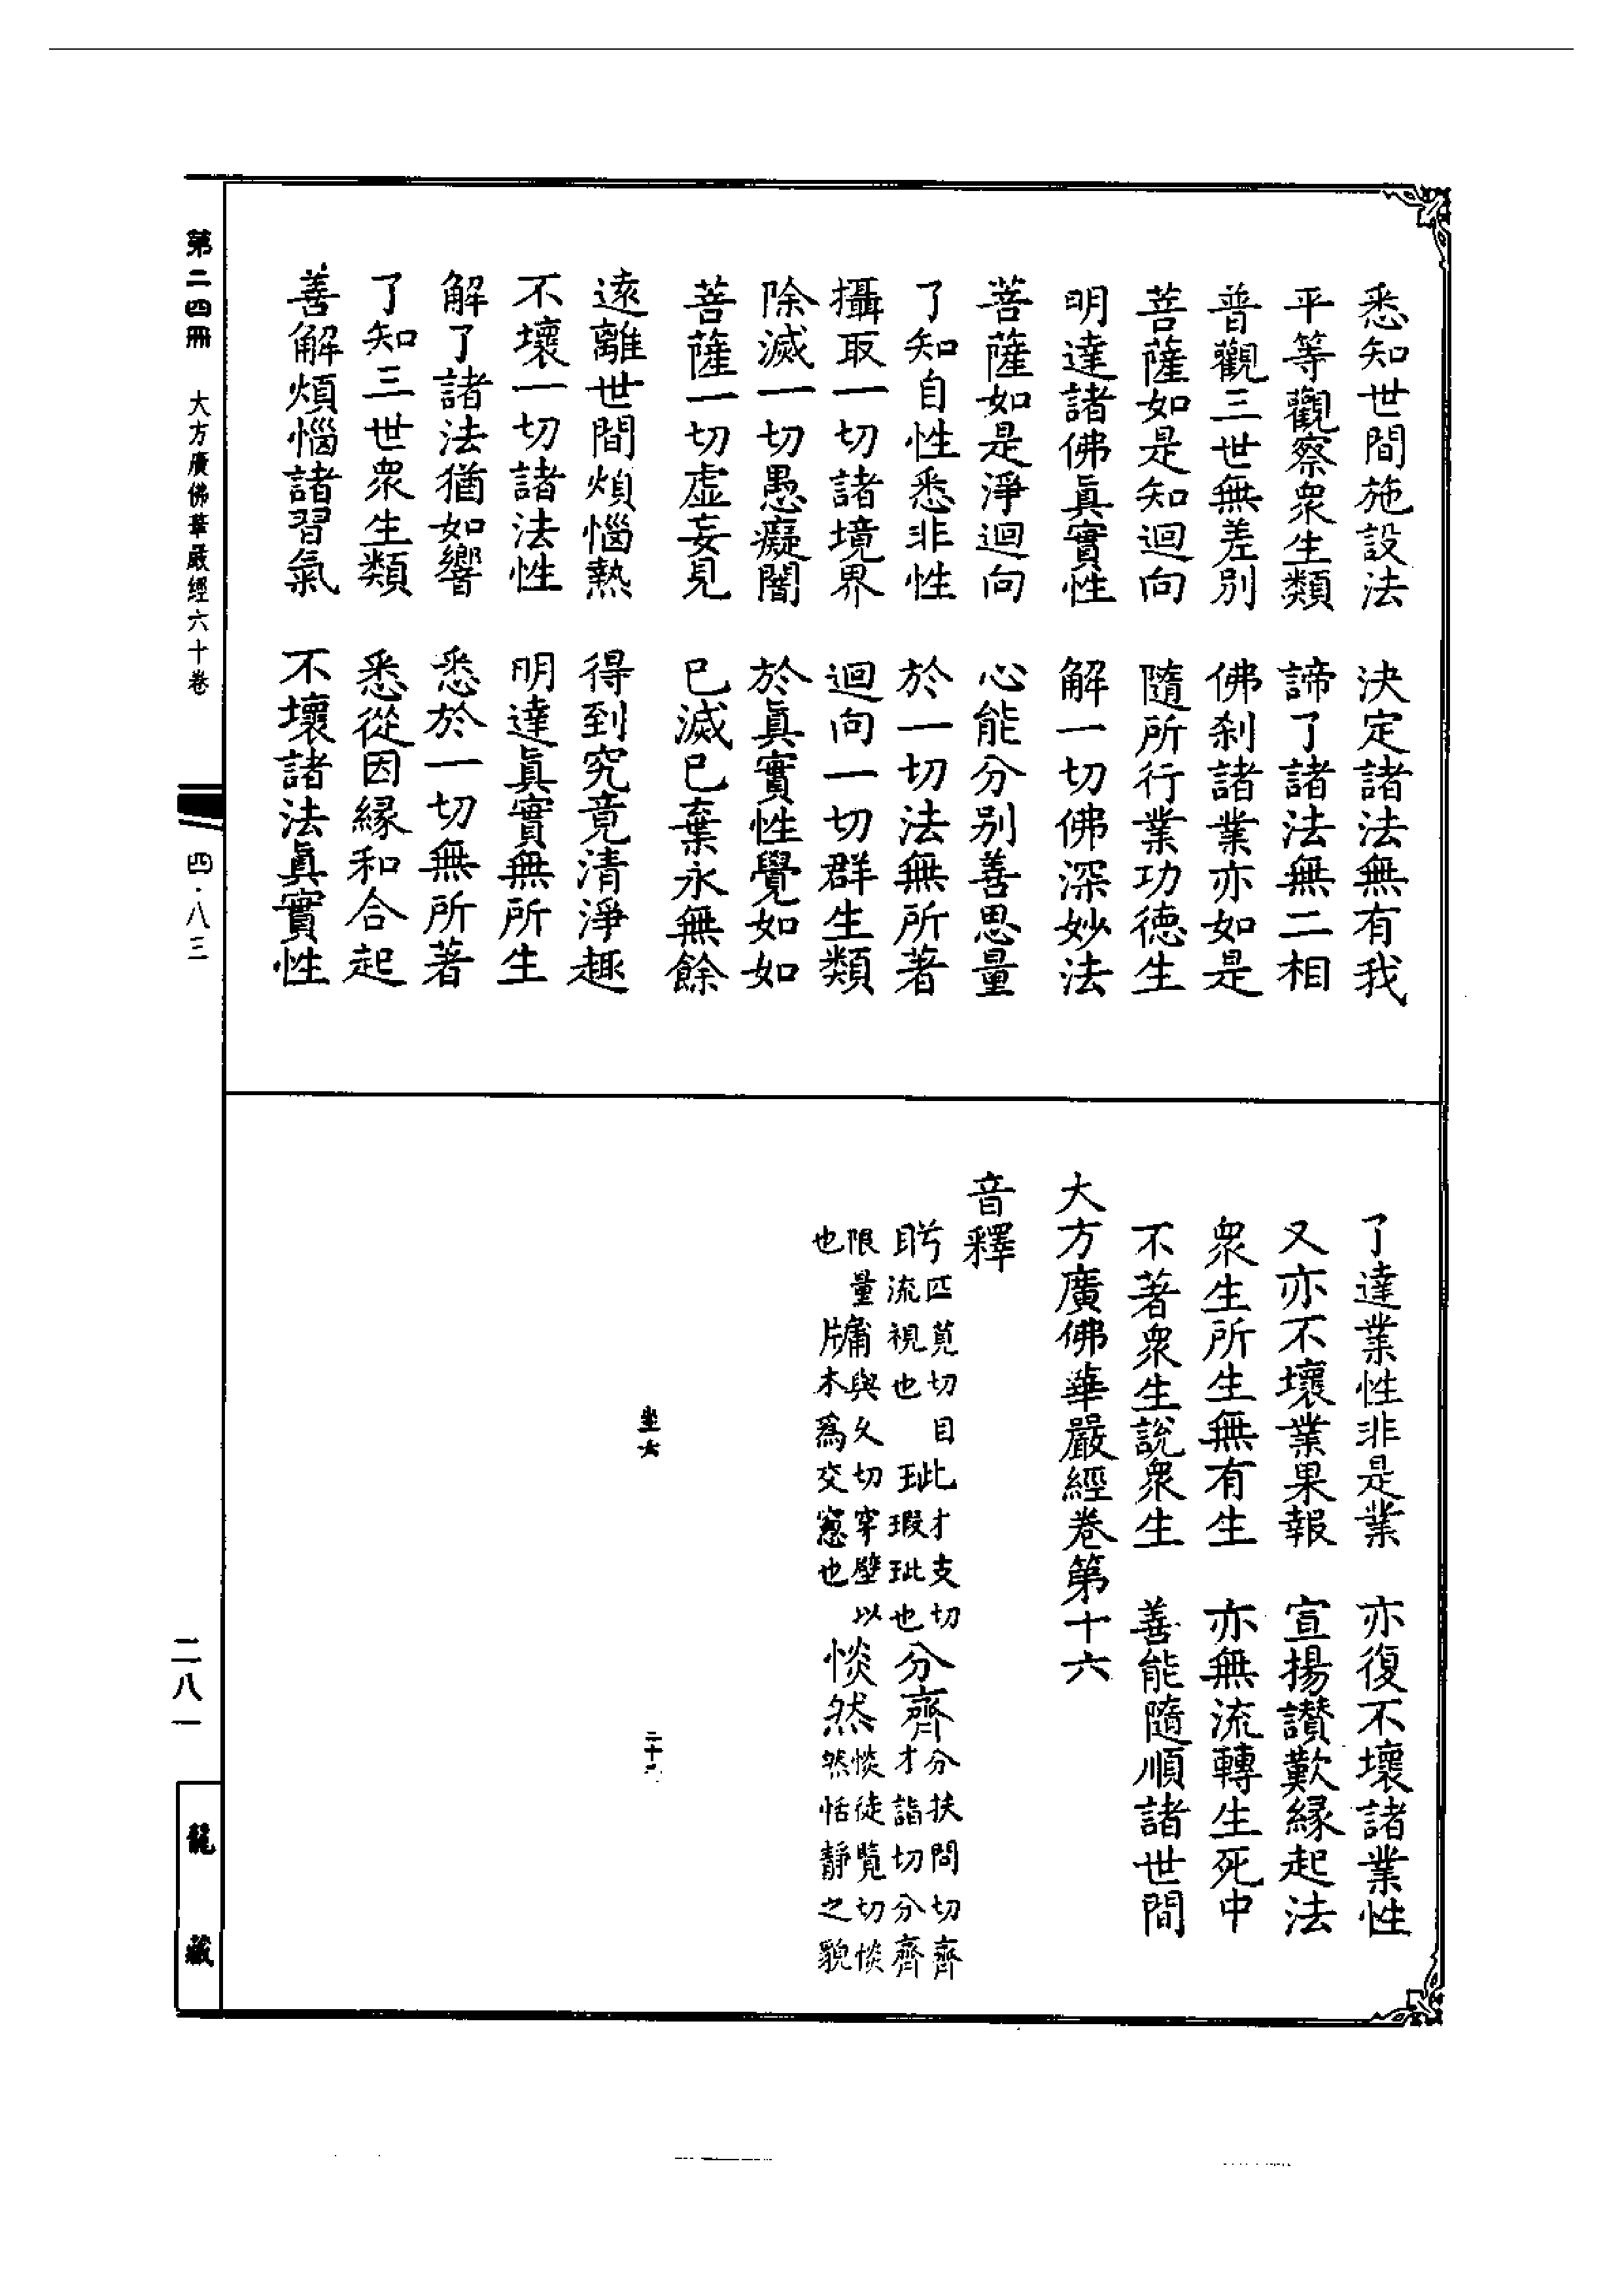 悉知世間施設法　決定諸法無有我
平等觀察衆生類　諦了諸法無二相
普觀三世無差別　佛刹諸業亦如是
菩薩如是知迴向　隨所行業功德生
明達諸佛眞實性　解一切佛深妙法
菩薩如是淨迴向　心能分別善思量
了知自性悉非性　於一切法無所著
攝取一切諸境界　迴向一切群生類
除滅一切愚癡闇　於眞實性覺如如
菩薩一切虛妄見　已滅已棄永無餘
遠離世間煩惱熱　得到究竟清淨趣
不壞一切諸法性　明達眞實無所生
解了諸法猶如響　悉於一切無所著
了知三世衆生類　悉從因緣和合起
善解煩惱諸習氣　不壞諸法眞實性
了達業性非是業　亦復不壞諸業性
又亦不壞業果報　宣揚讃歎緣起法
衆生所生無有生　亦無流轉生死中
不著衆生說衆生　善能隨順諸世間
大方廣佛華嚴經卷第十六
音釋
盻匹莧切目流視也　玼才支切瑕玼也　分齊分扶問切齊才詣切分齊
限量也　牗與久切穿壁以木爲交窻也　惔然惔徒覽切惔然恬靜之貌
坐六
第二四冊　大方廣佛華嚴經六十卷
四·八三
二八一
龍藏